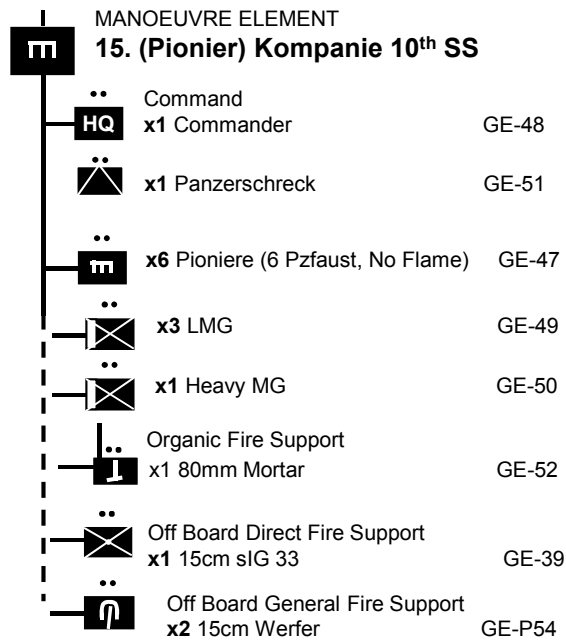 MANOEUVRE ELEMENT
15. (Pionier) Kompanie 10th SS
Command
HQ x1 Commander GE-48
x1 Panzerschreck GE-51
x6 Pioniere (6 Pzfaust, No Flame) GE-47
x3 LMG GE-49
x1 Heavy MG GE-50
Organic Fire Support
x1 80mm Mortar GE-52
Off Board Direct Fire Support
x1 15cm sIG 33 GE-39
Off Board General Fire Support
x2 15cm Werfer GE-P54